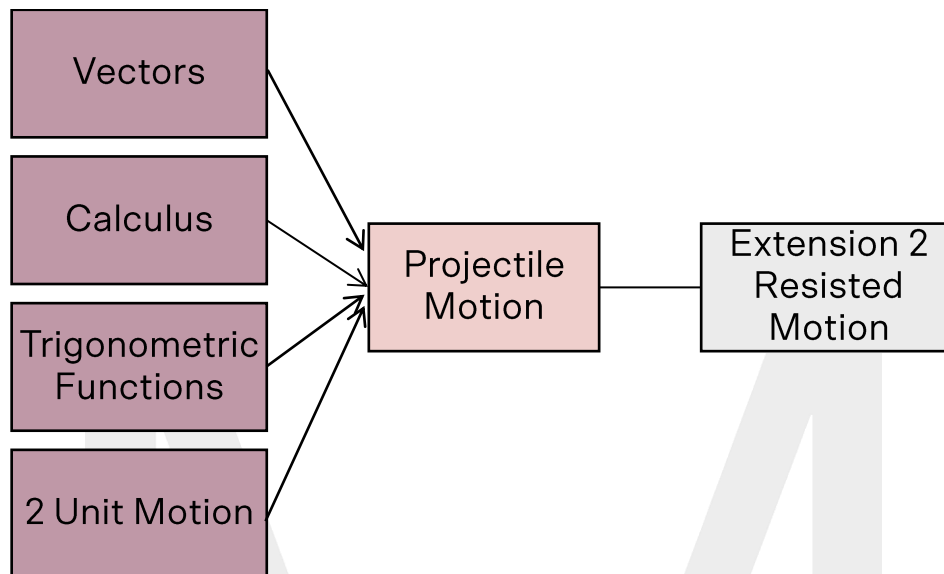 Vectors
Calculus
Trigonometric
Functions
2 Unit Motion
Projectile
Motion
Extension 2
Resisted
Motion